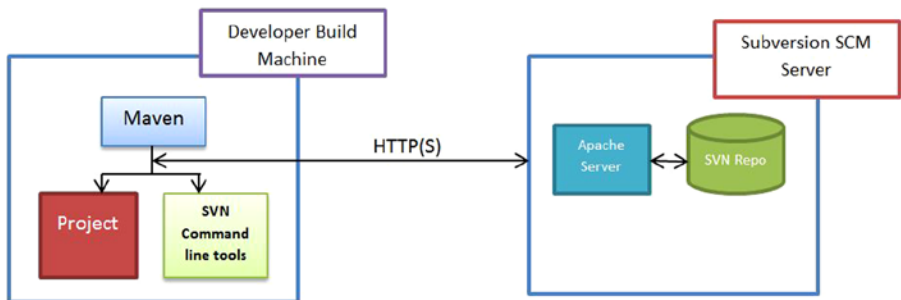 Developer Build
Machine
Subversion SCM
Server
Maven
HTTP(S)
Apache
Server
SVN Repo
Project
SVN
Command
line tools